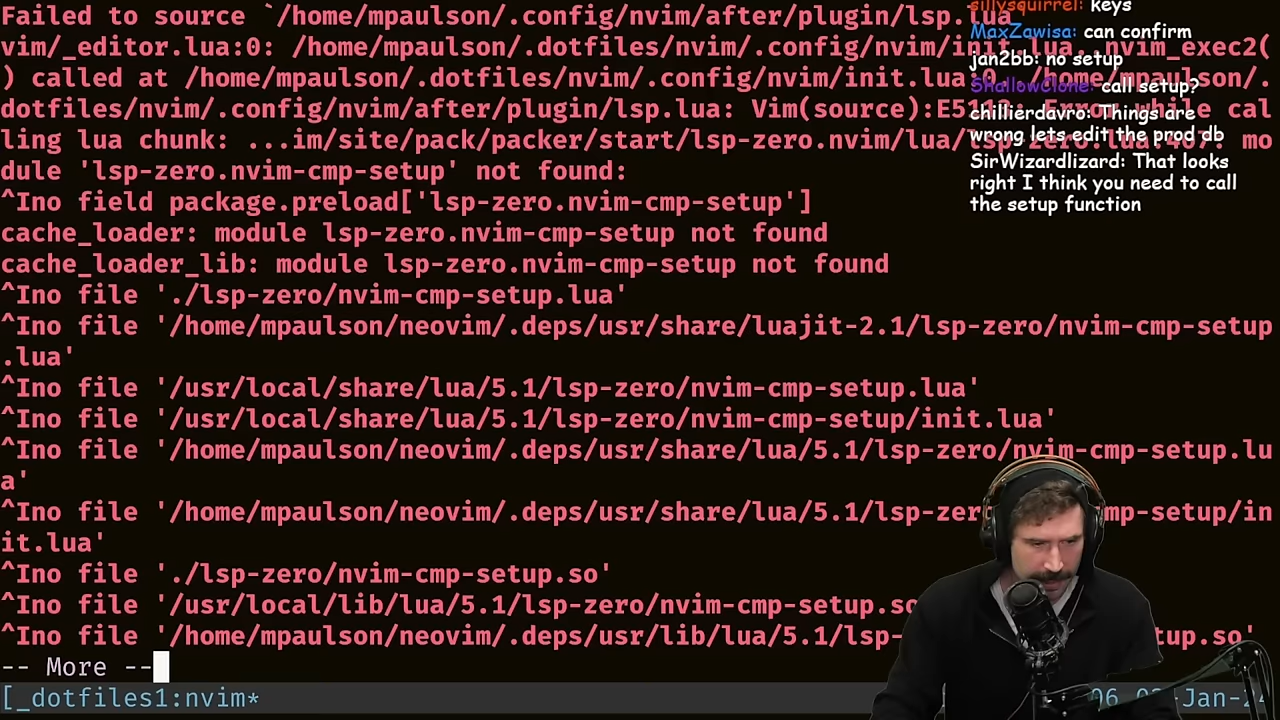 Failed to source `/home/mpaulson/.config/nvim/after/plugin/lsp.lua
vim/_editor.lua:0: /home/mpaulson/.dotfiles/nvim/.config/nvim/init.lua..nvim_exec2(
) called at /home/mpaulson/.dotfiles/nvim/.config/nvim/init.lua:0, /home/mpaulson/.
dotfiles/nvim/.config/nvim/after/plugin/lsp.lua: Vim(source):E5113: Error while cal
ling lua chunk: ...im/site/pack/packer/start/lsp-zero.nvim/lua/lsp-zero.lua:407: mo
dule 'lsp-zero.nvim-cmp-setup' not found:
^Ino field package.preload['lsp-zero.nvim-cmp-setup']
cache_loader: module lsp-zero.nvim-cmp-setup not found
cache_loader_lib: module lsp-zero.nvim-cmp-setup not found
^Ino file './lsp-zero/nvim-cmp-setup.lua'
^Ino file '/home/mpaulson/neovim/.deps/usr/share/luajit-2.1/lsp-zero/nvim-cmp-setup
.lua'
^Ino file '/usr/local/share/lua/5.1/lsp-zero/nvim-cmp-setup.lua'
^Ino file '/usr/local/share/lua/5.1/lsp-zero/nvim-cmp-setup/init.lua'
^Ino file '/home/mpaulson/neovim/.deps/usr/share/lua/5.1/lsp-zero/nvim-cmp-setup.lu
a'
^Ino file '/home/mpaulson/neovim/.deps/usr/share/lua/5.1/lsp-zer mp-setup/in
it.lua'
^Ino file './lsp-zero/nvim-cmp-setup.so'
^Ino file '/usr/local/lib/lua/5.1/lsp-zero/nvim-cmp-setup.so
^Ino file '/home/mpaulson/neovim/.deps/usr/lib/lua/5.1/lsp- tup.so'
-- More --
[_dotfiles1:nvim* -Jan-24
sillysquirrel: keys
MaxZawisa: can confirm
jan2bb: no setup
ShallowClone: call setup?
chillierdavro: Things are
wrong lets edit the prod db
SirWizardlizard: That looks
right I think you need to call
the setup function